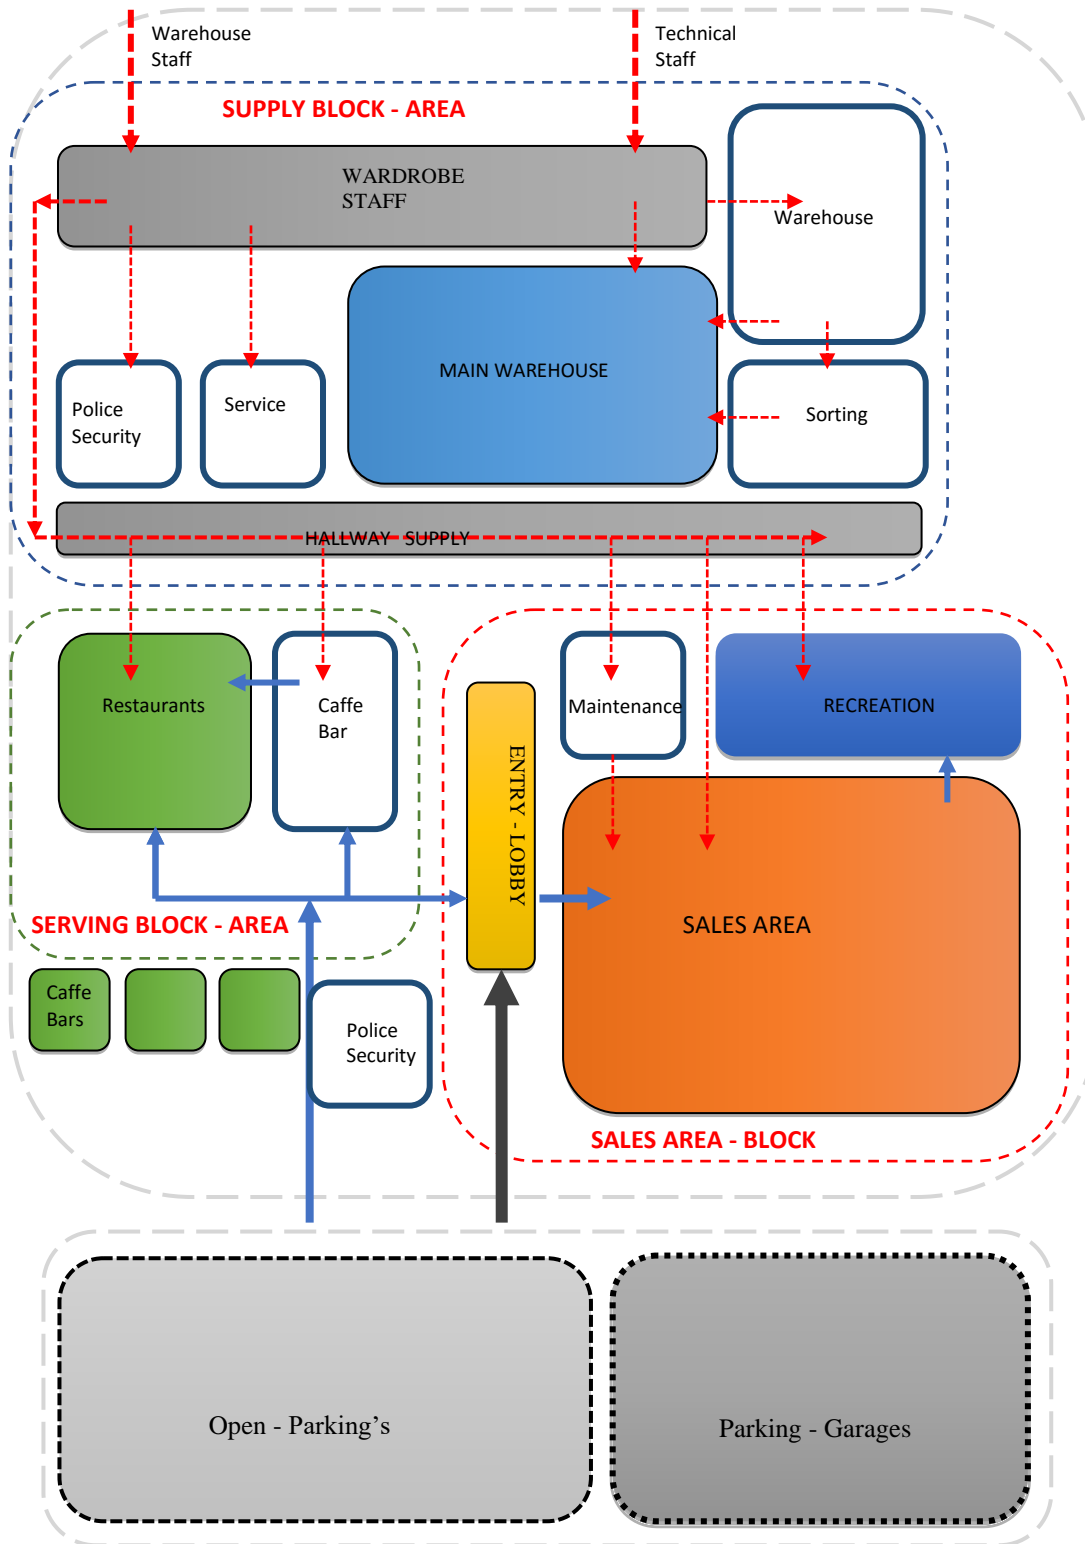 Warehouse
Staff
Technical
Staff
SUPPLY BLOCK - AREA
WARDROBE
STAFF
Warehouse
MAIN WAREHOUSE
Police
Security
Service
Sorting
HALLWAY SUPPLY
Restaurants
Caffe
Bar
Maintenance
RECREATION
ENTRY - LOBBY
SERVING BLOCK - AREA
SALES AREA
Caffe
Bars
Police
Security
SALES AREA - BLOCK
Open - Parking’s
Parking - Garages